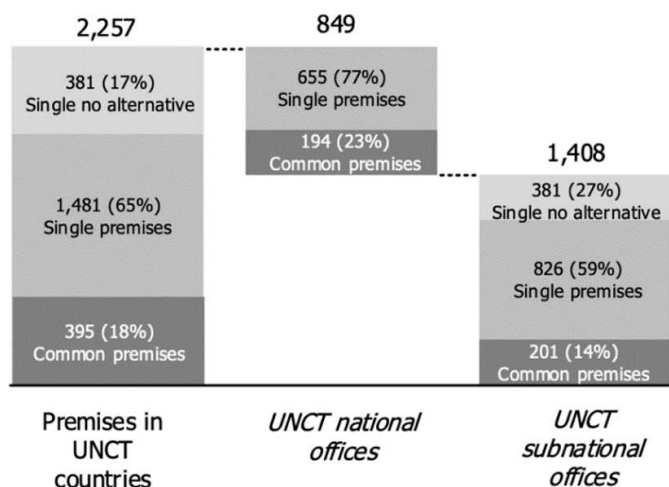 2,257
381 (17%)
Single no alternative
1,481 (65%)
Single premises
395 (18%)
Common premises
Premises in
UNCT
countries
849
655 (77%)
Single premises
194 (23%)
Common premises
UNCT national
offices
1,408
381 (27%)
Single no alternative
826 (59%)
Single premises
201 (14%)
Common premises
UNCT
subnational
offices